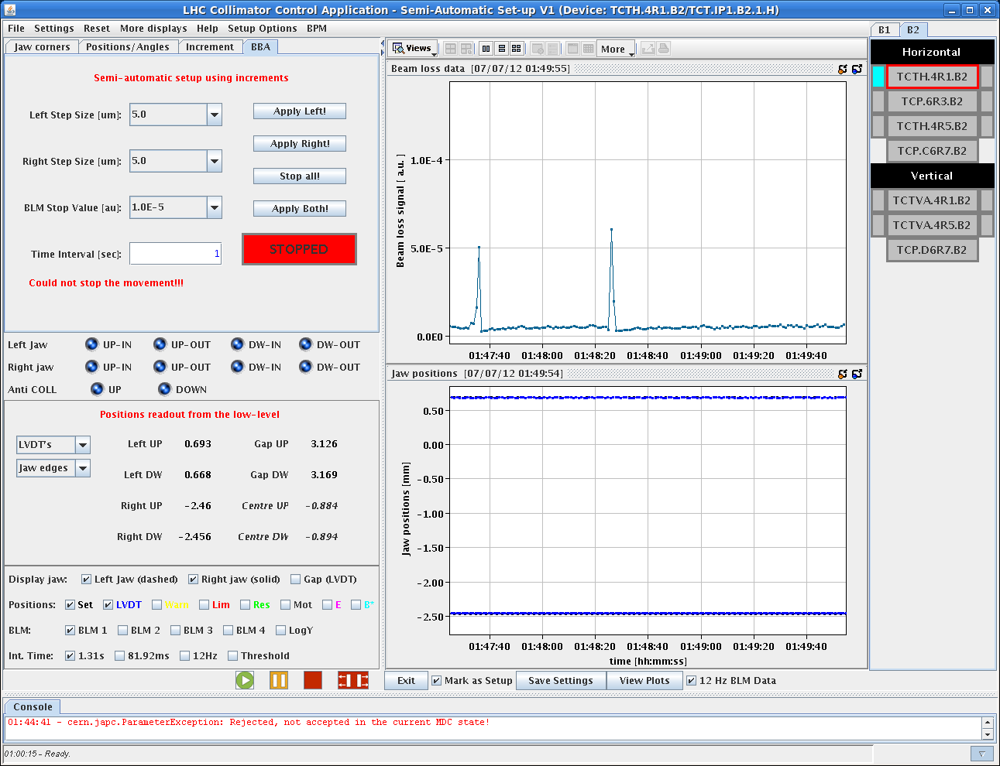 LHC Collimator Control Application - Semi-Automatic Set-up V1 (Device: TCTH.4R1.B2/TCT.IP1.B2.1.H)
File Settings Reset More displays Help Setup Options BPM
Jaw corners Positions/Angles Increment BBA
Semi-automatic setup using increments
Left Step Size [um]: 5.0 Apply Left!
Apply Right!
Right Step Size [um]: 5.0
Stop all!
BLM Stop Value [au]: 1.0E-5 Apply Both!
Time Interval [sec]: 1 STOPPED
Could not stop the movement!!!
Left Jaw UP-IN UP-OUT DW-IN DW-OUT
Right jaw UP-IN UP-OUT DW-IN DW-OUT
Anti COLL UP DOWN
Positions readout from the low-level
LVDT's Left UP 0.693 Gap UP 3.126
Jaw edges Left DW 0.668 Gap DW 3.169
Right UP -2.46 Centre UP -0.884
Right DW -2.456 Centre DW -0.894
Display jaw: Left Jaw (dashed) Right jaw (solid) Gap (LVDT)
Positions: Set LVDT Warn Lim Res Mot E B*
BLM: BLM 1 BLM 2 BLM 3 BLM 4 LogY
Int. Time: 1.31s 81.92ms 12Hz Threshold
Views More
Beam loss data [07/07/12 01:49:55]
Beam loss signal [ a.u. ]
1.0E-4
5.0E-5
0.0E0
01:47:40 01:48:00 01:48:20 01:48:40 01:49:00 01:49:20 01:49:40
Jaw positions [07/07/12 01:49:54]
Jaw positions [mm]
0.50
0.00
-0.50
-1.00
-1.50
-2.00
-2.50
01:47:40 01:48:00 01:48:20 01:48:40 01:49:00 01:49:20 01:49:40
time [hh:mm:ss]
Exit Mark as Setup Save Settings View Plots 12 Hz BLM Data
B1 B2
Horizontal
TCTH.4R1.B2
TCP.6R3.B2
TCTH.4R5.B2
TCP.C6R7.B2
Vertical
TCTVA.4R1.B2
TCTVA.4R5.B2
TCP.D6R7.B2
Console
01:44:41 - cern.japc.ParameterException: Rejected, not accepted in the current MDC state!
01:00:15 - Ready.